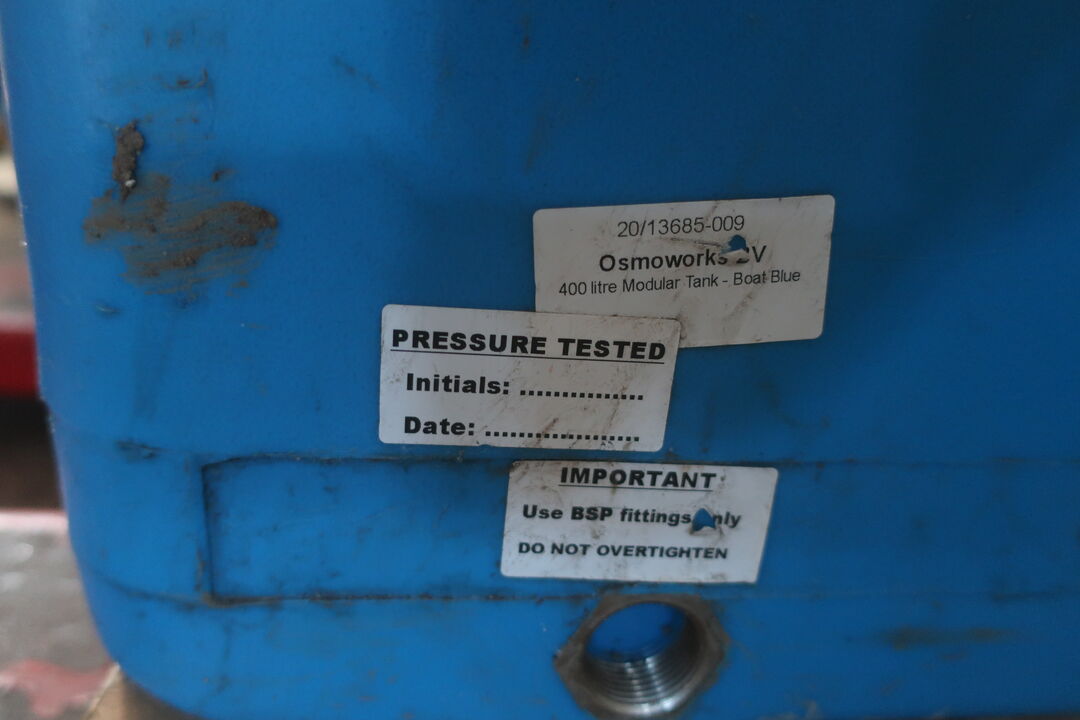 20/13685-009
Osmoworks BV
400 litre Modular Tank - Boat Blue
PRESSURE TESTED
Initials: ...............
Date: ...................
IMPORTANT
Use BSP fittings only
DO NOT OVERTIGHTEN